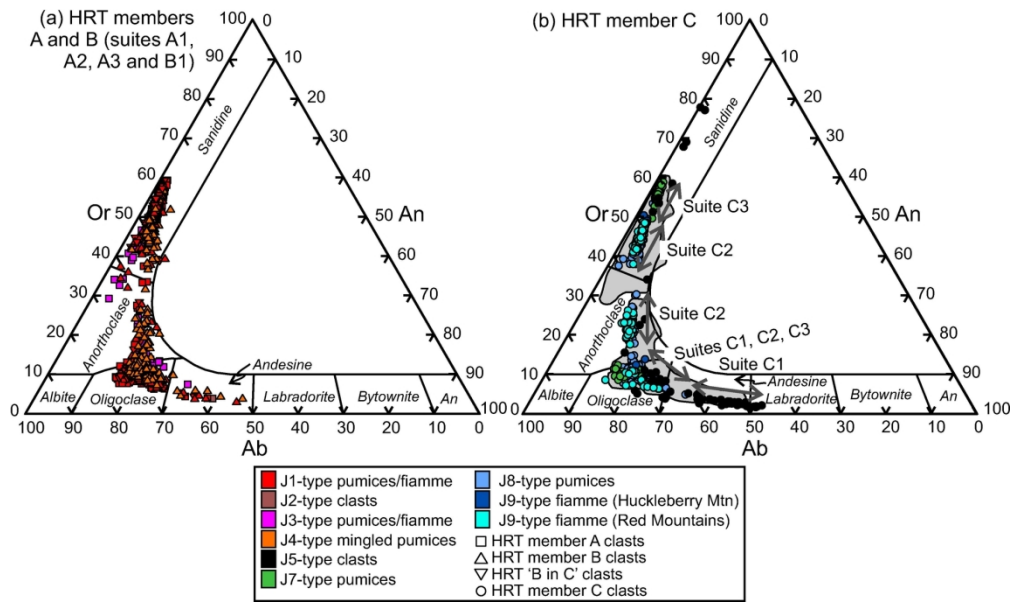 (a) HRT members
A and B (suites A1,
A2, A3 and B1)
100 0
90 10
80 20
70 30
60 40
Or 50 50 An
40 60
30 70
20 80
10 90
0 100
Sanidine
Anorthoclase
Andesine
Albite Oligoclase Labradorite Bytownite An
100 90 80 70 60 50 40 30 20 10 0
Ab
(b) HRT member C
100 0
90 10
80 20
70 30
60 40
Or 50 50 An
40 60
30 70
20 80
10 90
0 100
Sanidine
Suite C3
Suite C2
Anorthoclase
Suite C2
Suites C1, C2, C3
Suite C1
Andesine
Albite Oligoclase Labradorite Bytownite An
100 90 80 70 60 50 40 30 20 10 0
Ab
J1-type pumices/fiamme
J2-type clasts
J3-type pumices/fiamme
J4-type mingled pumices
J5-type clasts
J7-type pumices
J8-type pumices
J9-type fiamme (Huckleberry Mtn)
J9-type fiamme (Red Mountains)
HRT member A clasts
HRT member B clasts
HRT ‘B in C’ clasts
HRT member C clasts